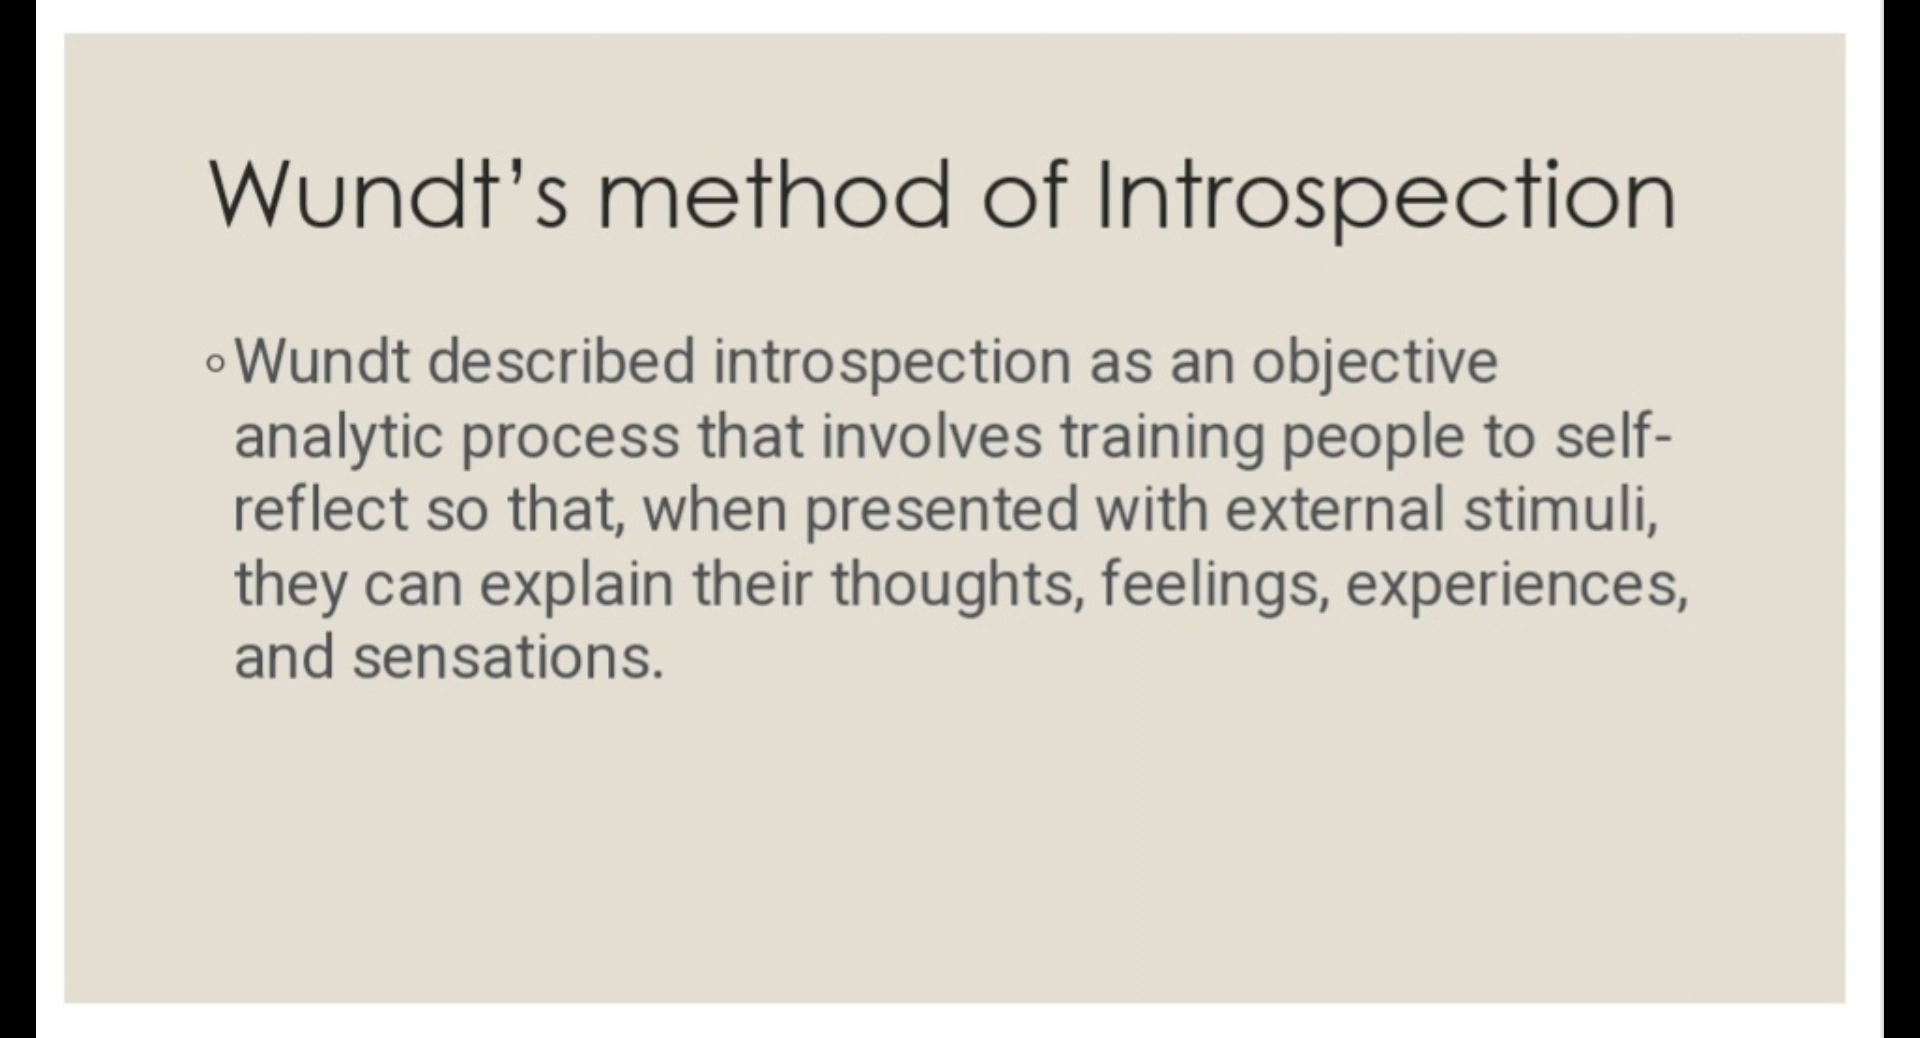 Wundt’s method of Introspection
◦Wundt described introspection as an objective
analytic process that involves training people to self-
reflect so that, when presented with external stimuli,
they can explain their thoughts, feelings, experiences,
and sensations.